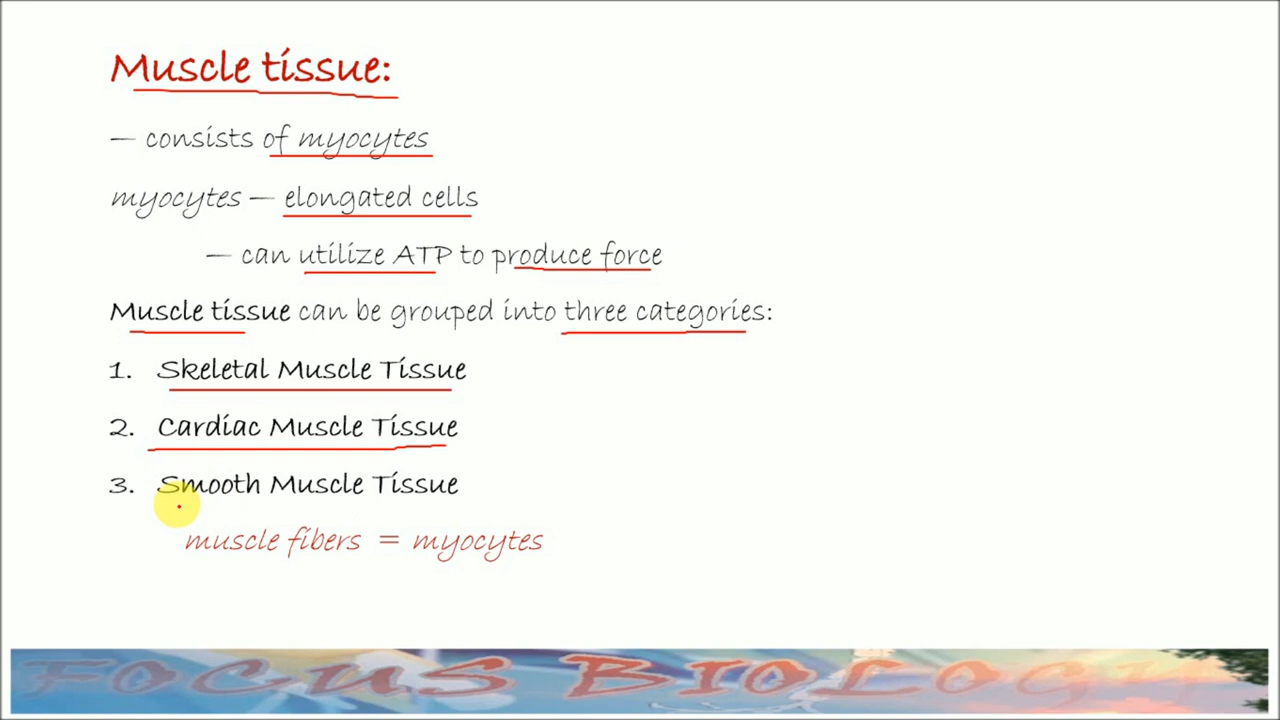 Muscle tissue:
— consists of myocytes
myocytes — elongated cells
— can utilize ATP to produce force
Muscle tissue can be grouped into three categories:
1. Skeletal Muscle Tissue
2. Cardiac Muscle Tissue
3. Smooth Muscle Tissue
muscle fibers = myocytes
FOCUS BIOLOGY